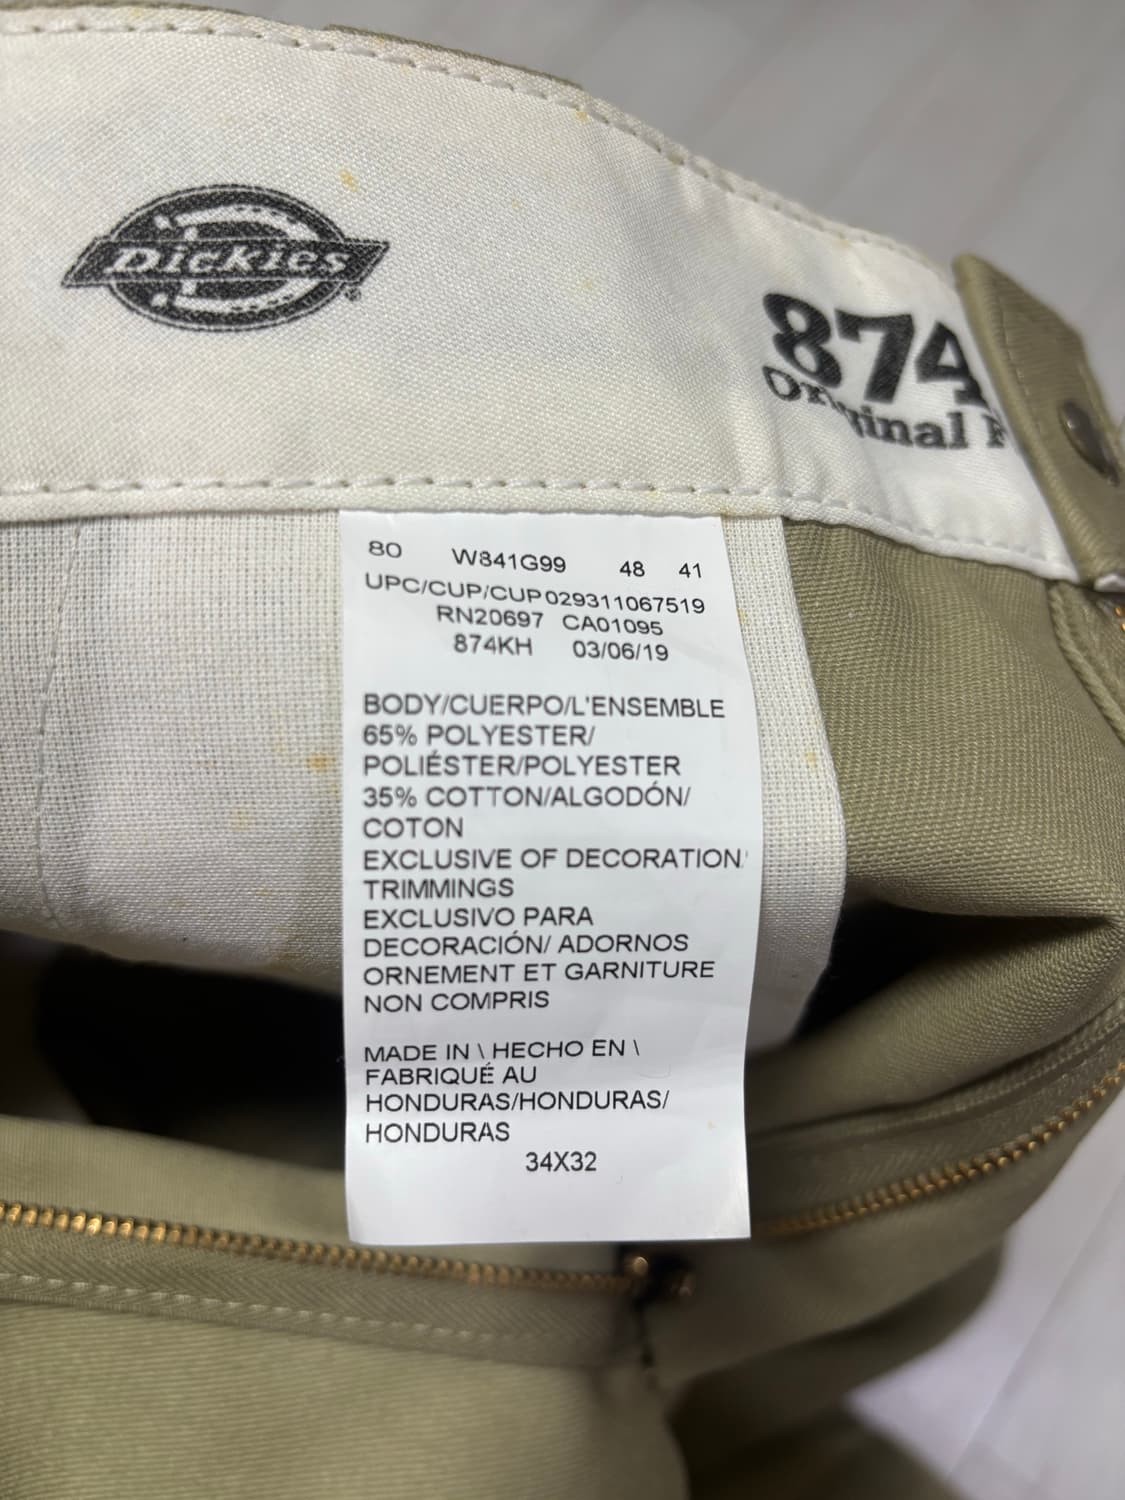 Dickies
®
874
Original F
80 W841G99 48 41
UPC/CUP/CUP029311067519
RN20697 CA01095
874KH 03/06/19
BODY/CUERPO/L'ENSEMBLE
65% POLYESTER/
POLIÉSTER/POLYESTER
35% COTTON/ALGODÓN/
COTON
EXCLUSIVE OF DECORATION/
TRIMMINGS
EXCLUSIVO PARA
DECORACIÓN/ ADORNOS
ORNEMENT ET GARNITURE
NON COMPRIS
MADE IN \ HECHO EN \
FABRIQUÉ AU
HONDURAS/HONDURAS/
HONDURAS
34X32